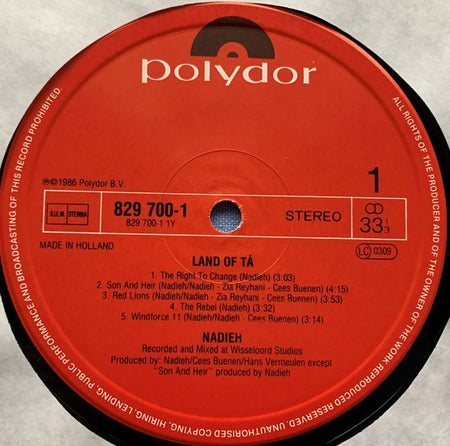 polydor
ALL RIGHTS OF THE PRODUCER AND OF THE OWNER OF THE WORK REPRODUCED RESERVED. UNAUTHORISED COPYING, HIRING, LENDING, PUBLIC PERFORMANCE AND BROADCASTING OF THIS RECORD PROHIBITED.
℗©1986 Polydor B.V.
1
B.I.E.M. STEMRA
829 700-1
829 700-1 1Y
STEREO
33 1/3
MADE IN HOLLAND
LC 0309
LAND OF TÁ
1. The Right To Change (Nadieh) (3:03)
2. Son And Heir (Nadieh/Nadieh - Zia Reyhani - Cees Buenen) (4:15)
3. Red Lions (Nadieh/Nadieh - Zia Reyhani - Cees Buenen) (3:53)
4. The Rebel (Nadieh) (3:32)
5. Windforce 11 (Nadieh/Nadieh - Cees Buenen) (3:14)
NADIEH
Recorded and Mixed at Wisseloord Studios
Produced by: Nadieh/Cees Buenen/Hans Vermeulen except
"Son And Heir" produced by Nadieh